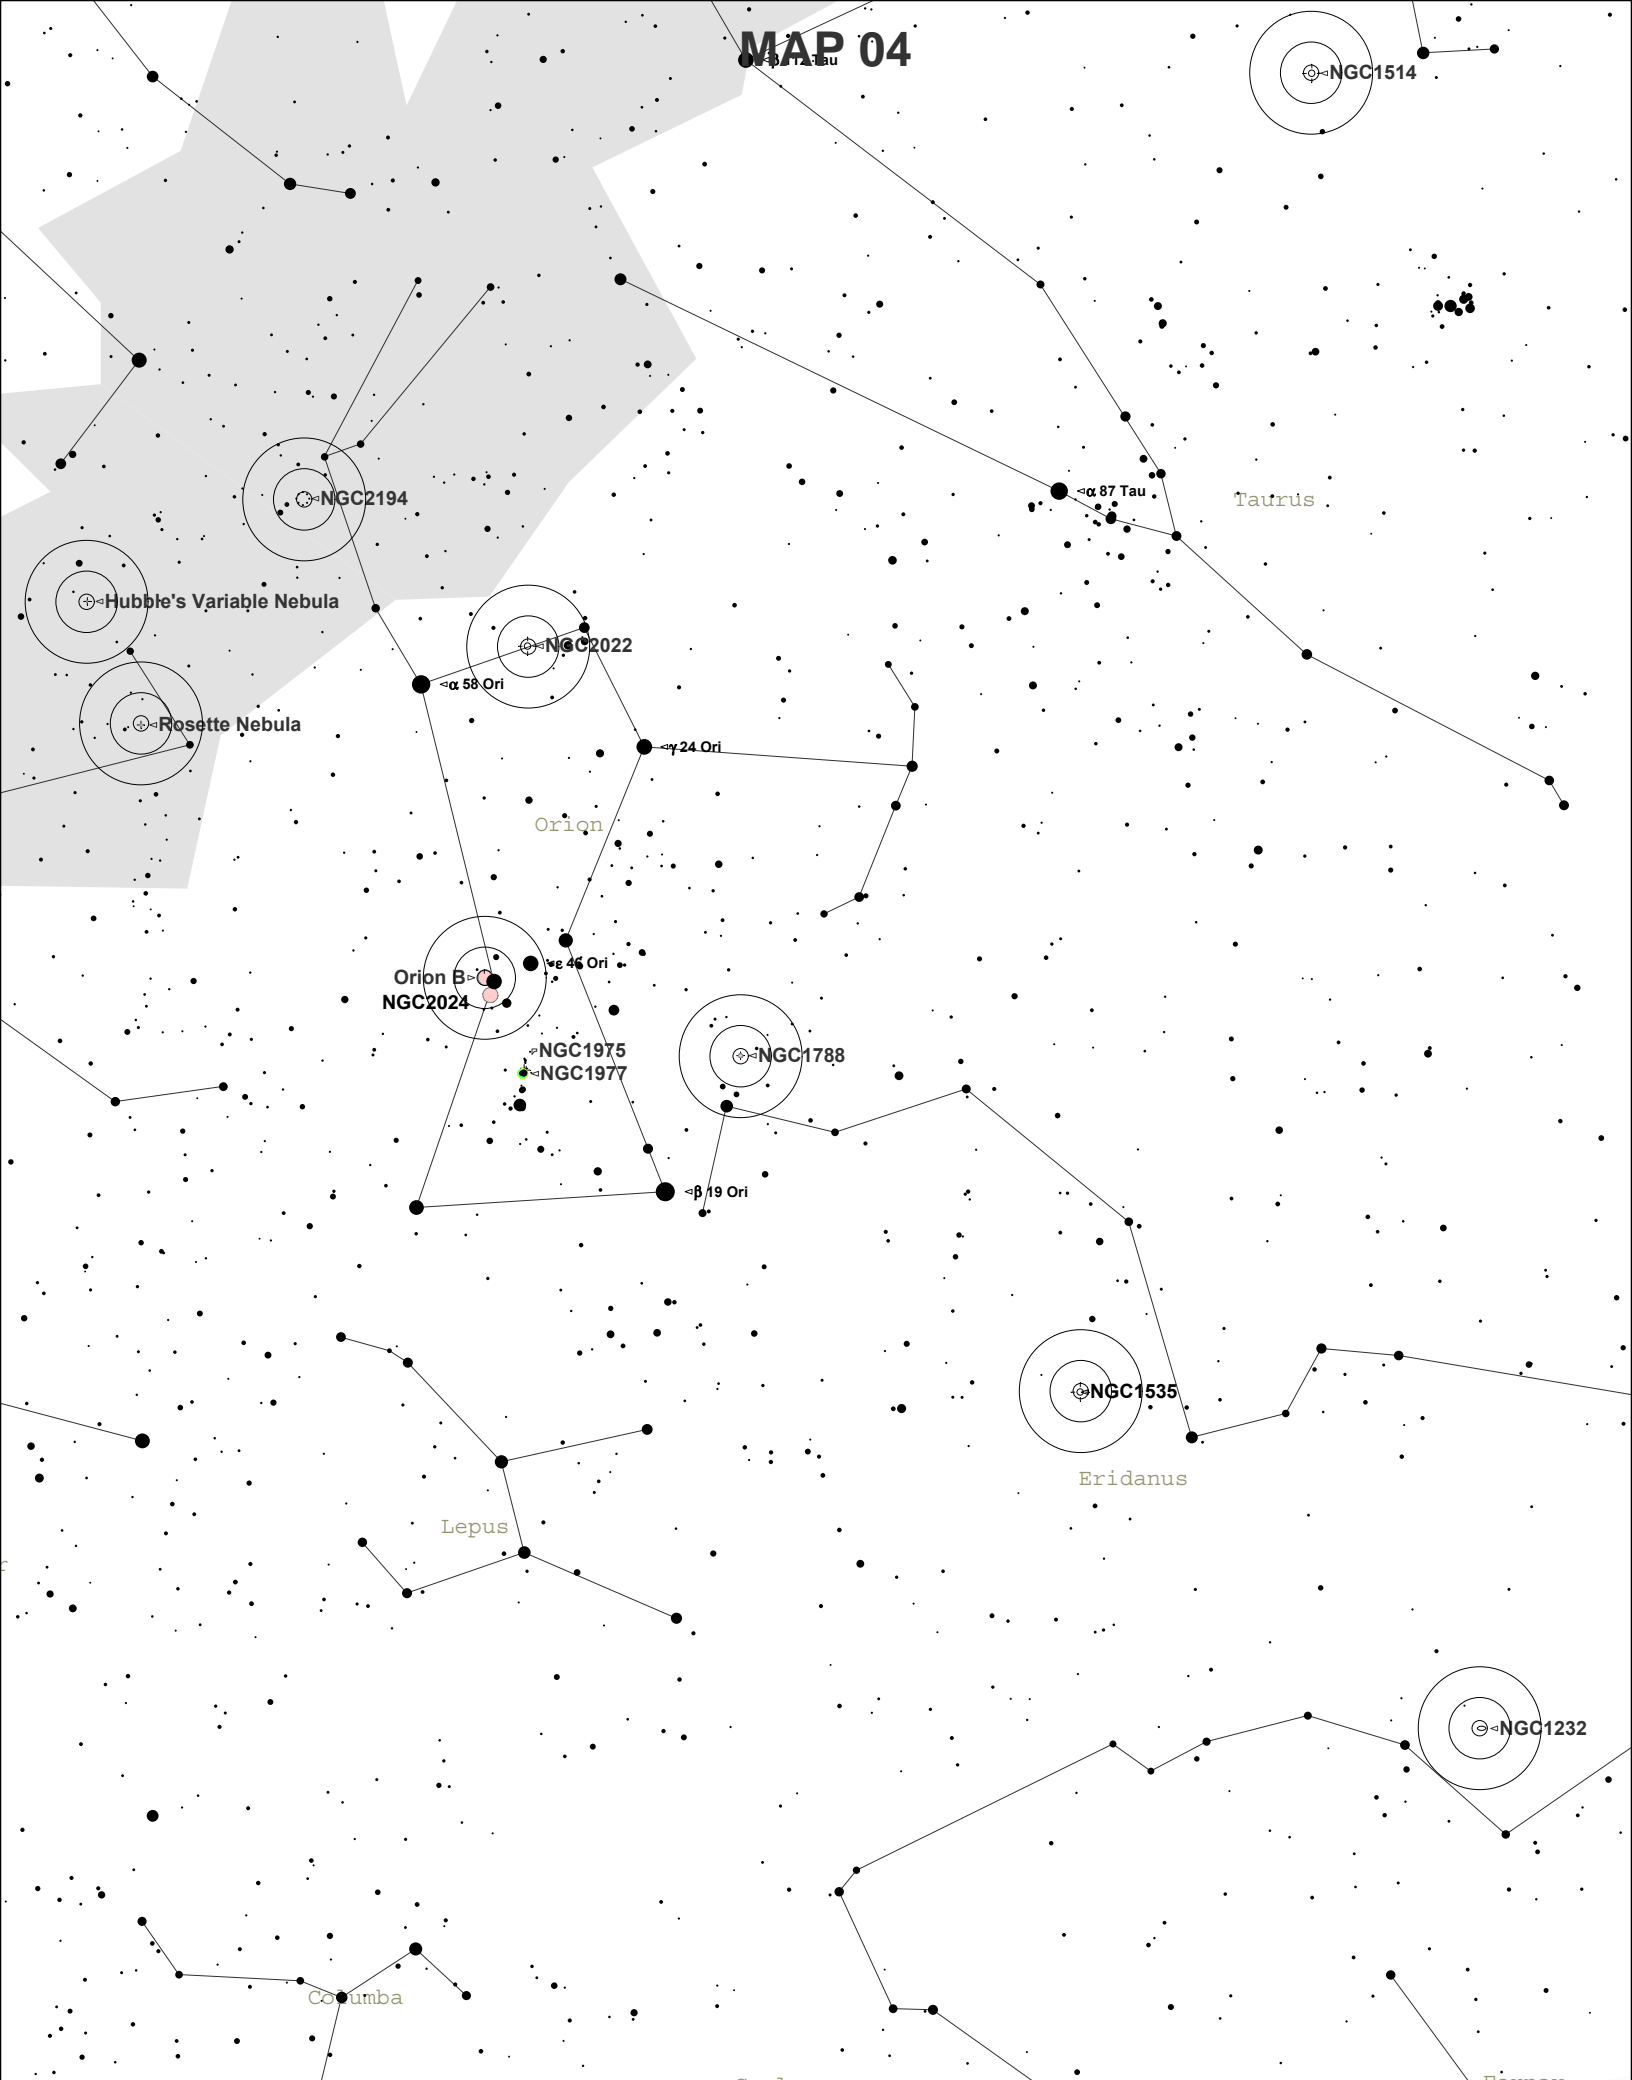 MAP 04
NGC1514
NGC2194
α 87 Tau
Taurus
Hubble's Variable Nebula
NGC2022
α 58 Ori
Rosette Nebula
γ 24 Ori
Orion
ε 46 Ori
Orion B
NGC2024
NGC1975
NGC1788
NGC1977
β 19 Ori
NGC1535
Eridanus
Lepus
NGC1232
Columba